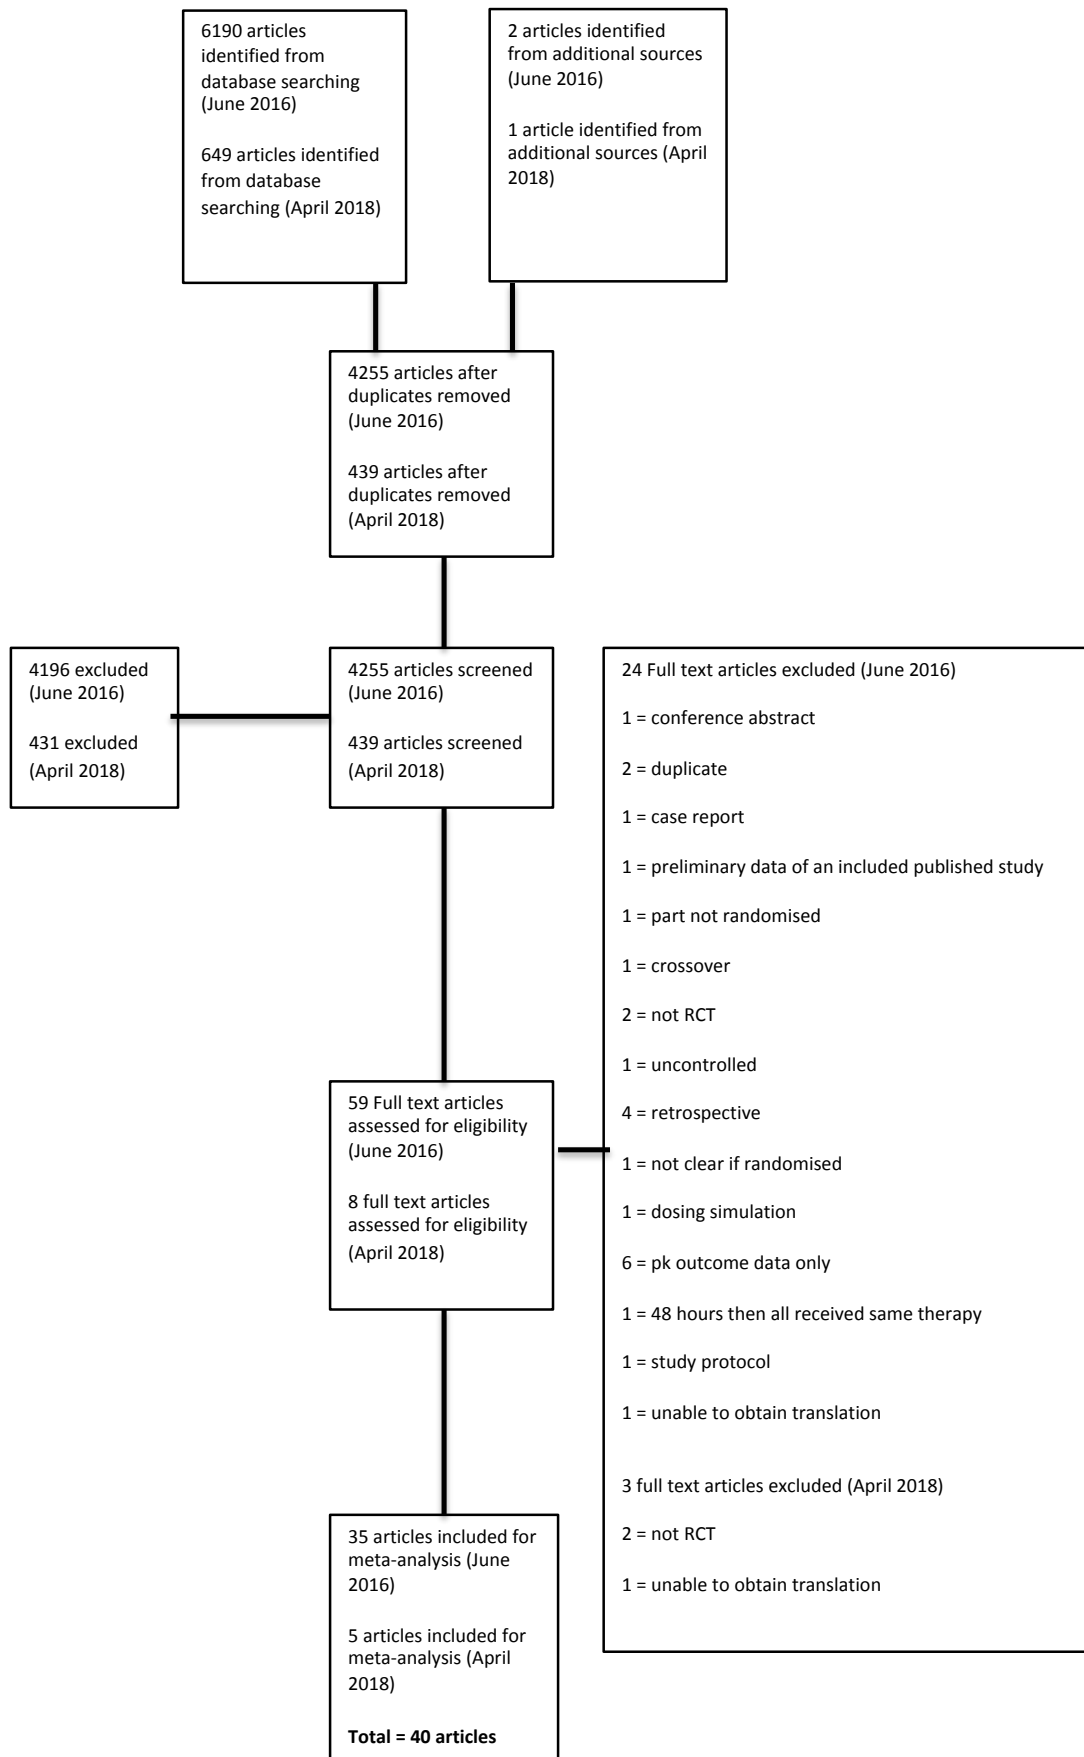 6190 articles
identified from
database searching
(June 2016)
649 articles identified
from database
searching (April 2018)
2 articles identified
from additional sources
(June 2016)
1 article identified from
additional sources (April
2018)
4255 articles after
duplicates removed
(June 2016)
439 articles after
duplicates removed
(April 2018)
4196 excluded
(June 2016)
431 excluded
(April 2018)
4255 articles screened
(June 2016)
439 articles screened
(April 2018)
24 Full text articles excluded (June 2016)
1 = conference abstract
2 = duplicate
1 = case report
1 = preliminary data of an included published study
1 = part not randomised
1 = crossover
2 = not RCT
1 = uncontrolled
4 = retrospective
1 = not clear if randomised
1 = dosing simulation
6 = pk outcome data only
1 = 48 hours then all received same therapy
1 = study protocol
1 = unable to obtain translation
3 full text articles excluded (April 2018)
2 = not RCT
1 = unable to obtain translation
59 Full text articles
assessed for eligibility
(June 2016)
8 full text articles
assessed for eligibility
(April 2018)
35 articles included for
meta-analysis (June
2016)
5 articles included for
meta-analysis (April
2018)
Total = 40 articles